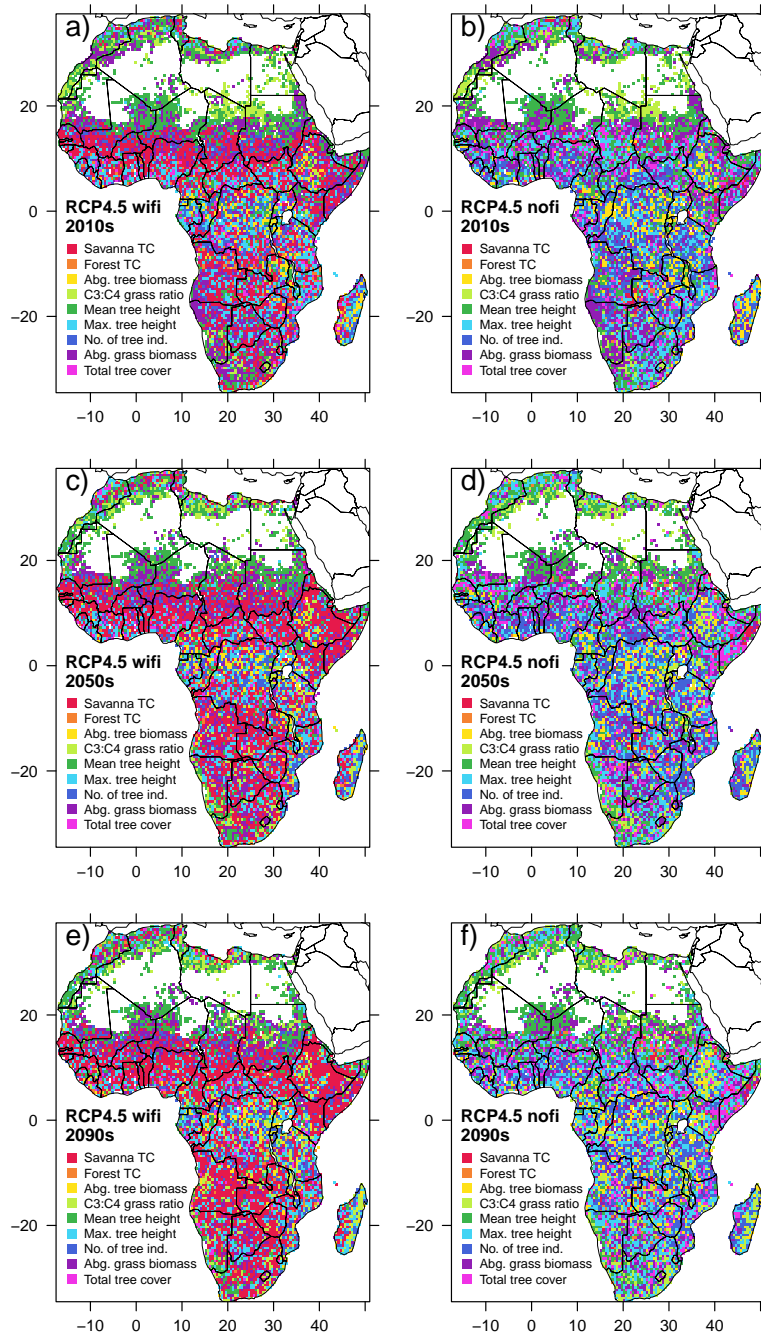 a)
20
0
−20
RCP4.5 wifi
2010s
Savanna TC
Forest TC
Abg. tree biomass
C3:C4 grass ratio
Mean tree height
Max. tree height
No. of tree ind.
Abg. grass biomass
Total tree cover
−10 0 10 20 30 40
b)
20
0
−20
RCP4.5 nofi
2010s
Savanna TC
Forest TC
Abg. tree biomass
C3:C4 grass ratio
Mean tree height
Max. tree height
No. of tree ind.
Abg. grass biomass
Total tree cover
−10 0 10 20 30 40
c)
20
0
−20
RCP4.5 wifi
2050s
Savanna TC
Forest TC
Abg. tree biomass
C3:C4 grass ratio
Mean tree height
Max. tree height
No. of tree ind.
Abg. grass biomass
Total tree cover
−10 0 10 20 30 40
d)
20
0
−20
RCP4.5 nofi
2050s
Savanna TC
Forest TC
Abg. tree biomass
C3:C4 grass ratio
Mean tree height
Max. tree height
No. of tree ind.
Abg. grass biomass
Total tree cover
−10 0 10 20 30 40
e)
20
0
−20
RCP4.5 wifi
2090s
Savanna TC
Forest TC
Abg. tree biomass
C3:C4 grass ratio
Mean tree height
Max. tree height
No. of tree ind.
Abg. grass biomass
Total tree cover
−10 0 10 20 30 40
f)
20
0
−20
RCP4.5 nofi
2090s
Savanna TC
Forest TC
Abg. tree biomass
C3:C4 grass ratio
Mean tree height
Max. tree height
No. of tree ind.
Abg. grass biomass
Total tree cover
−10 0 10 20 30 40